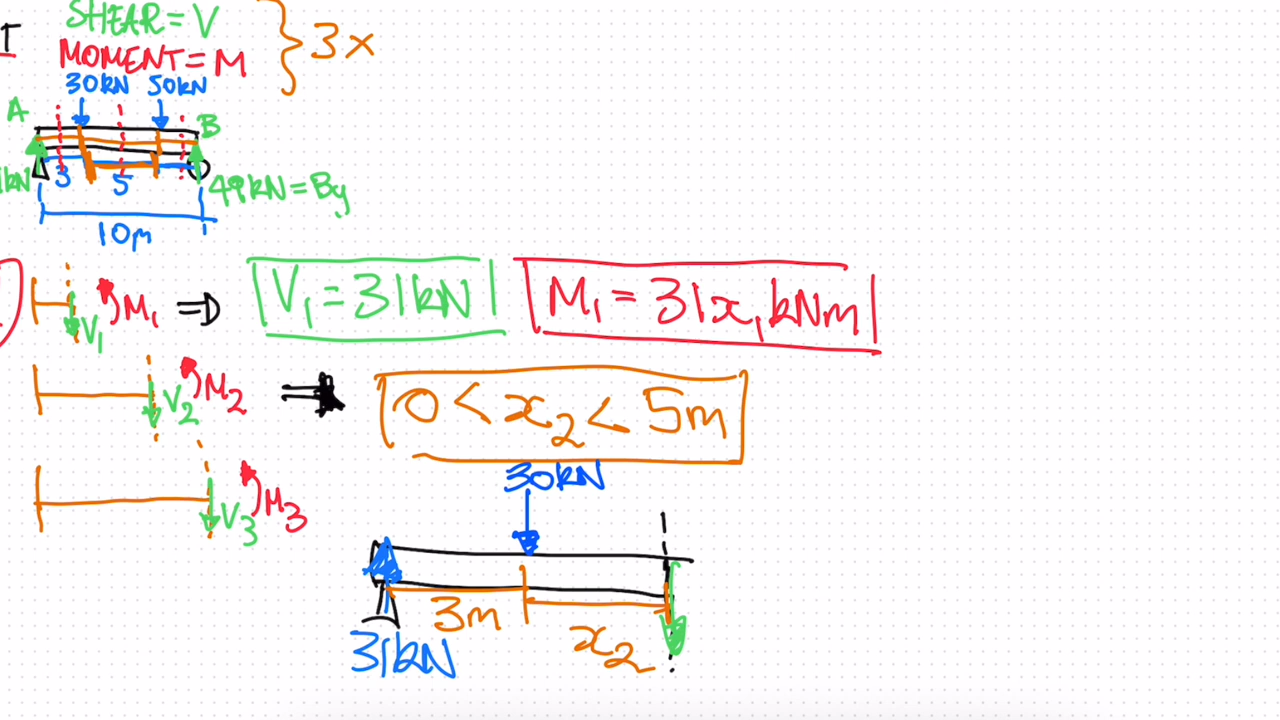 SHEAR = V
MOMENT = M
} 3x
30kN 50kN
A B
kN 3 5 49kN = By
10m
M₁ ⇒ V₁ = 31kN M₁ = 31x₁ kNm
V₁
M₂ ⇒ 0 < x₂ < 5m
V₂
30kN
V₃ M₃
3m x₂
31kN